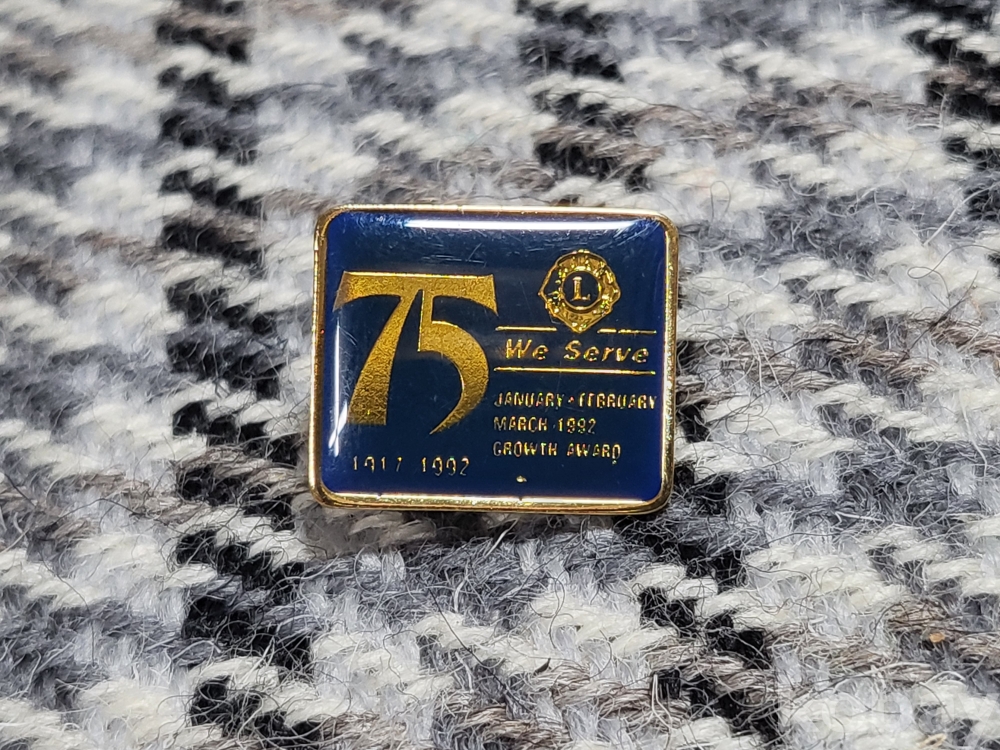 75
L
We Serve
JANUARY - FEBRUARY
MARCH 1992
GROWTH AWARD
1917 1992